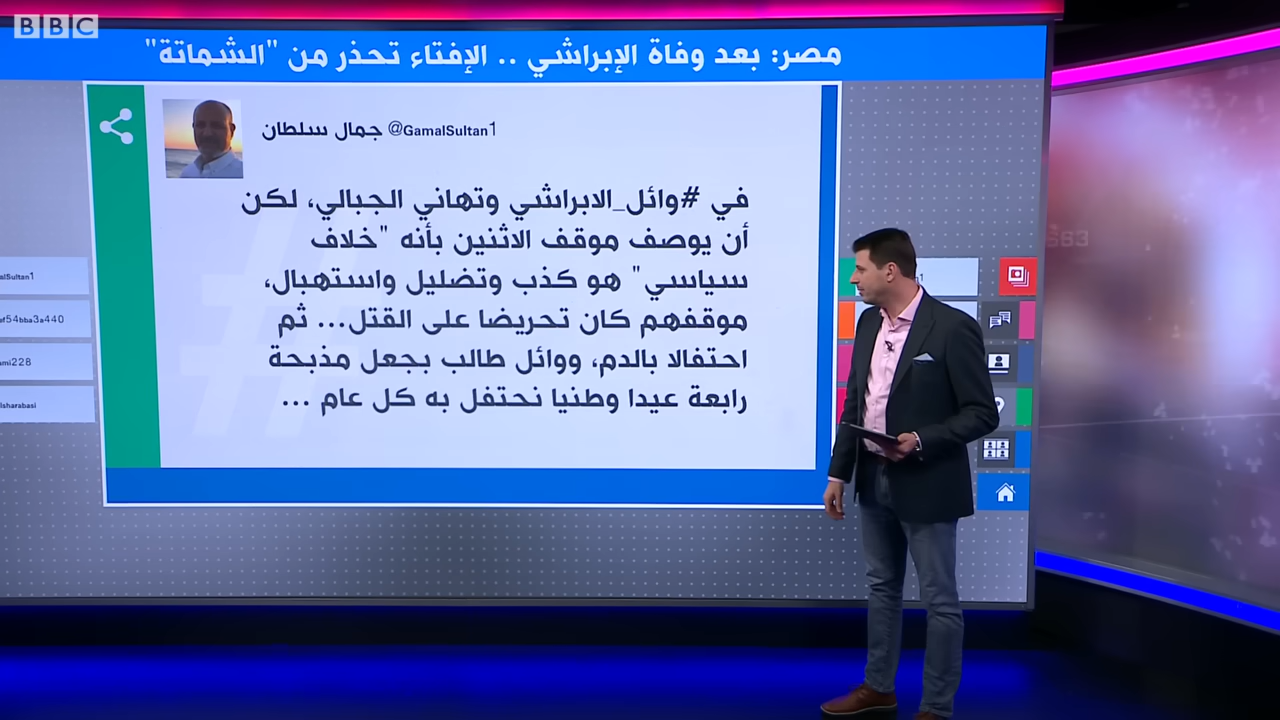 BBC
مصر: بعد وفاة الإبراشي .. الإفتاء تحذر من "الشماتة"
جمال سلطان @GamalSultan1
في #وائل_الابراشي وتهاني الجبالي، لكن
أن يوصف موقف الاثنين بأنه "خلاف
سياسي" هو كذب وتضليل واستهبال،
موقفهم كان تحريضا على القتل... ثم
احتفالا بالدم، ووائل طالب بجعل مذبحة
رابعة عيدا وطنيا نحتفل به كل عام ...
alSultan1
ef54bba3a440
ami228
lsharabasi